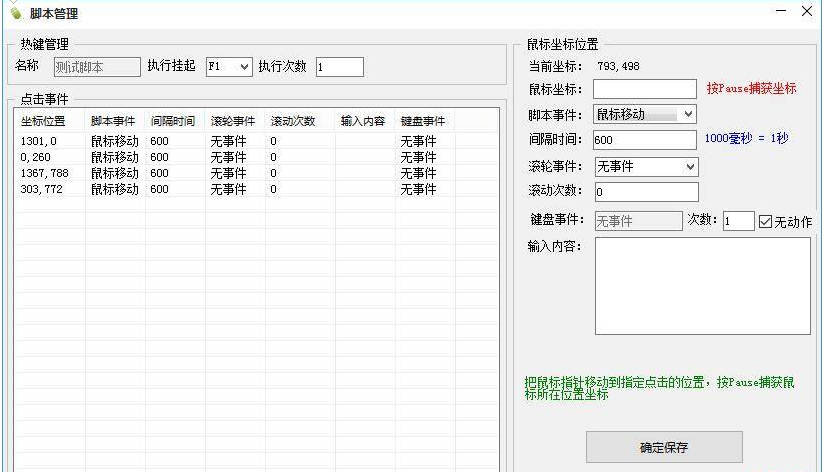 脚本管理
热键管理
名称 测试脚本 执行挂起 F1 执行次数 1
点击事件
坐标位置 脚本事件 间隔时间 滚轮事件 滚动次数 输入内容 键盘事件
1301,0 鼠标移动 600 无事件 0 无事件
0,260 鼠标移动 600 无事件 0 无事件
1367,788 鼠标移动 600 无事件 0 无事件
303,772 鼠标移动 600 无事件 0 无事件
鼠标坐标位置
当前坐标: 793,498
鼠标坐标: 按Pause捕获坐标
脚本事件: 鼠标移动
间隔时间: 600 1000毫秒 = 1秒
滚轮事件: 无事件
滚动次数: 0
键盘事件: 无事件 次数: 1 无动作
输入内容:
把鼠标指针移动到指定点击的位置，按Pause捕获鼠
标所在位置坐标
确定保存